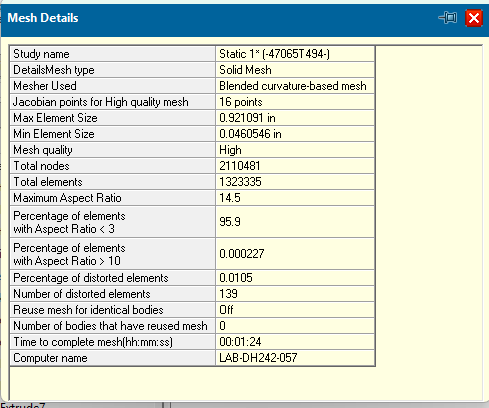 Mesh Details
Study name Static 1* (-47065T494-)
DetailsMesh type Solid Mesh
Mesher Used Blended curvature-based mesh
Jacobian points for High quality mesh 16 points
Max Element Size 0.921091 in
Min Element Size 0.0460546 in
Mesh quality High
Total nodes 2110481
Total elements 1323335
Maximum Aspect Ratio 14.5
Percentage of elements
with Aspect Ratio < 3 95.9
Percentage of elements
with Aspect Ratio > 10 0.000227
Percentage of distorted elements 0.0105
Number of distorted elements 139
Reuse mesh for identical bodies Off
Number of bodies that have reused mesh 0
Time to complete mesh(hh:mm:ss) 00:01:24
Computer name LAB-DH242-057
Extrude7